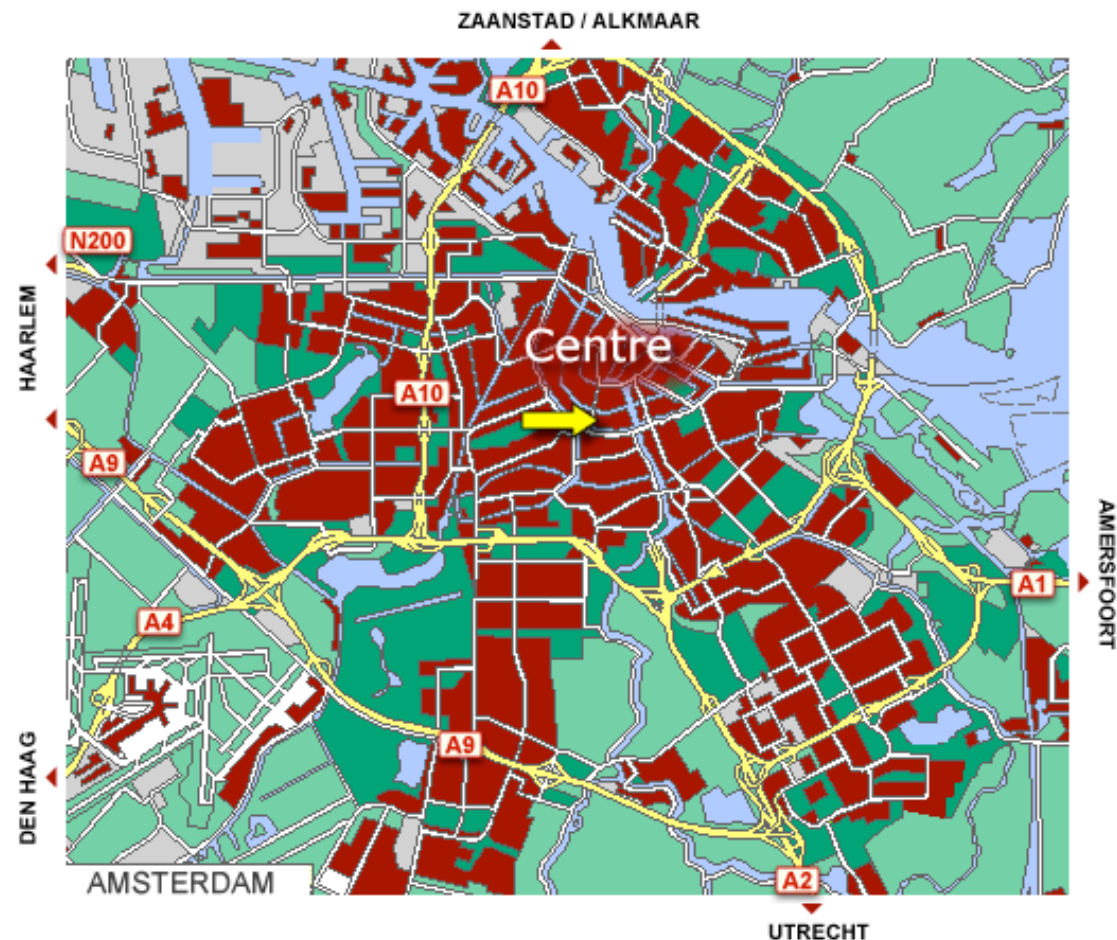 ZAANSTAD / ALKMAAR
A10
N200
HAARLEM
Centre
A10
A9
AMERSFOORT
A1
A4
DEN HAAG
A9
AMSTERDAM
A2
UTRECHT